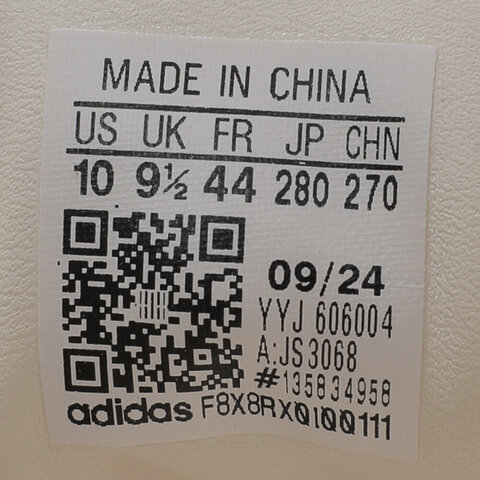 MADE IN CHINA
US UK FR JP CHN
10 9½ 44 280 270
09/24
YYJ 606004
A:JS3068
#135834958
adidas F8X8RX0100111